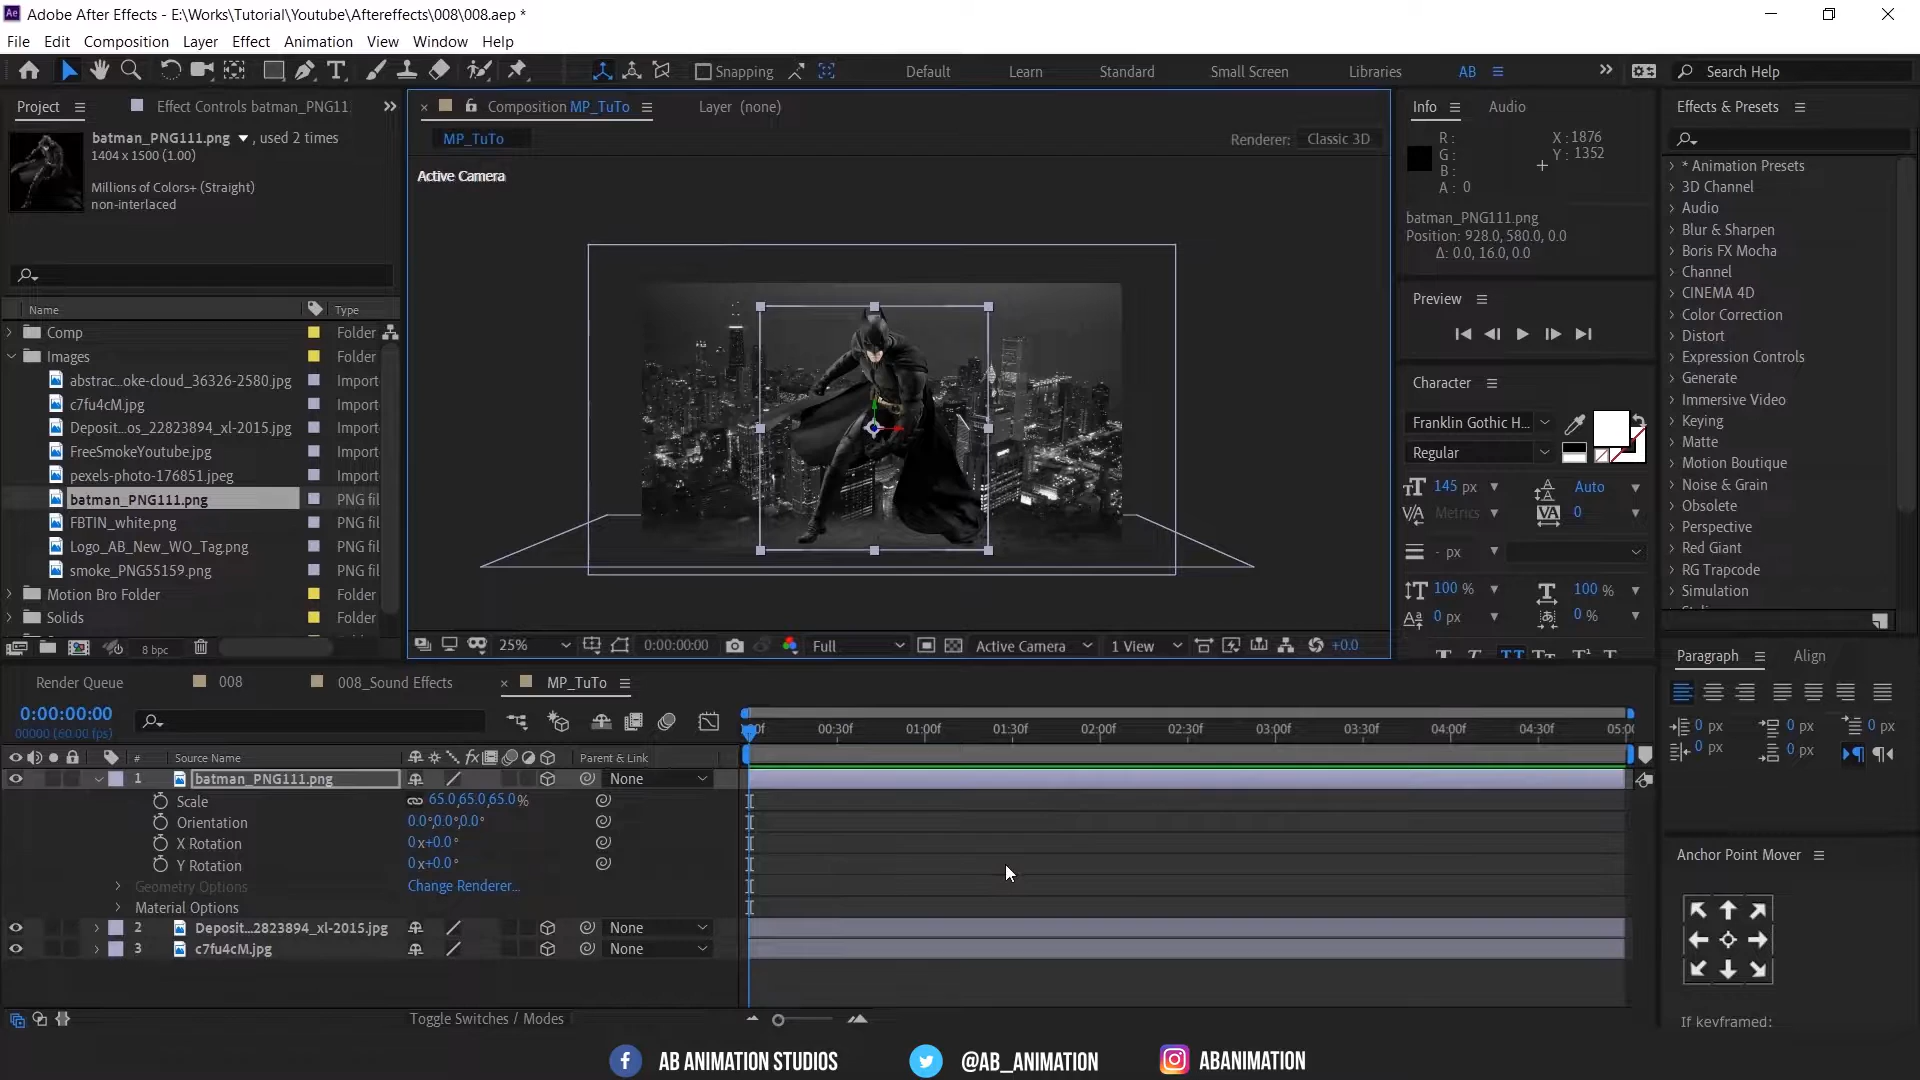 Ae Adobe After Effects - E:\Works\Tutorial\Youtube\Aftereffects\008\008.aep *
File Edit Composition Layer Effect Animation View Window Help
Snapping Default Learn Standard Small Screen Libraries AB Search Help
Project Effect Controls batman_PNG11
batman_PNG111.png , used 2 times
1404 x 1500 (1.00)
Millions of Colors+ (Straight)
non-interlaced
Name Type
Comp Folder
Images Folder
abstrac...oke-cloud_36326-2580.jpg Import
c7fu4cM.jpg Import
Deposit...os_22823894_xl-2015.jpg Import
FreeSmokeYoutube.jpg Import
pexels-photo-176851.jpeg Import
batman_PNG111.png PNG fil
FBTIN_white.png PNG fil
Logo_AB_New_WO_Tag.png PNG fil
smoke_PNG55159.png PNG fil
Motion Bro Folder Folder
Solids Folder
8 bpc
Composition MP_TuTo Layer (none)
MP_TuTo Renderer: Classic 3D
Active Camera
25% 0:00:00:00 Full Active Camera 1 View +0.0
Info Audio
R :
G :
B :
A : 0
X : 1876
Y : 1352
batman_PNG111.png
Position: 928.0, 580.0, 0.0
Δ: 0.0, 16.0, 0.0
Preview
Character
Franklin Gothic H...
Regular
145 px Auto
Metrics 0
- px
100 % 100 %
0 px 0 %
Effects & Presets
* Animation Presets
3D Channel
Audio
Blur & Sharpen
Boris FX Mocha
Channel
CINEMA 4D
Color Correction
Distort
Expression Controls
Generate
Immersive Video
Keying
Matte
Motion Boutique
Noise & Grain
Obsolete
Perspective
Red Giant
RG Trapcode
Simulation
Paragraph Align
0 px 0 px 0 px
0 px 0 px
Anchor Point Mover
If keyframed:
Render Queue 008 008_Sound Effects MP_TuTo
0:00:00:00
00000 (60.00 fps)
00:30f 01:00f 01:30f 02:00f 02:30f 03:00f 03:30f 04:00f 04:30f 05:0
# Source Name fx Parent & Link
1 batman_PNG111.png None
Scale 65.0,65.0,65.0 %
Orientation 0.0°,0.0°,0.0°
X Rotation 0x+0.0°
Y Rotation 0x+0.0°
Geometry Options Change Renderer...
Material Options
2 Deposit...2823894_xl-2015.jpg None
3 c7fu4cM.jpg None
Toggle Switches / Modes
AB ANIMATION STUDIOS @AB_ANIMATION ABANIMATION